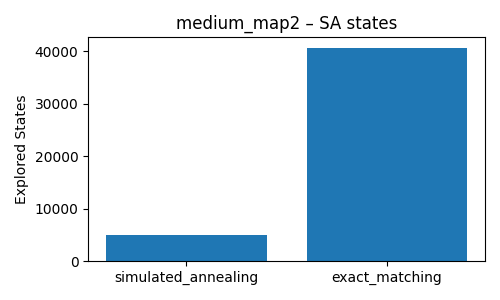 medium_map2 – SA states
Explored States
40000
30000
20000
10000
0
simulated_annealing
exact_matching